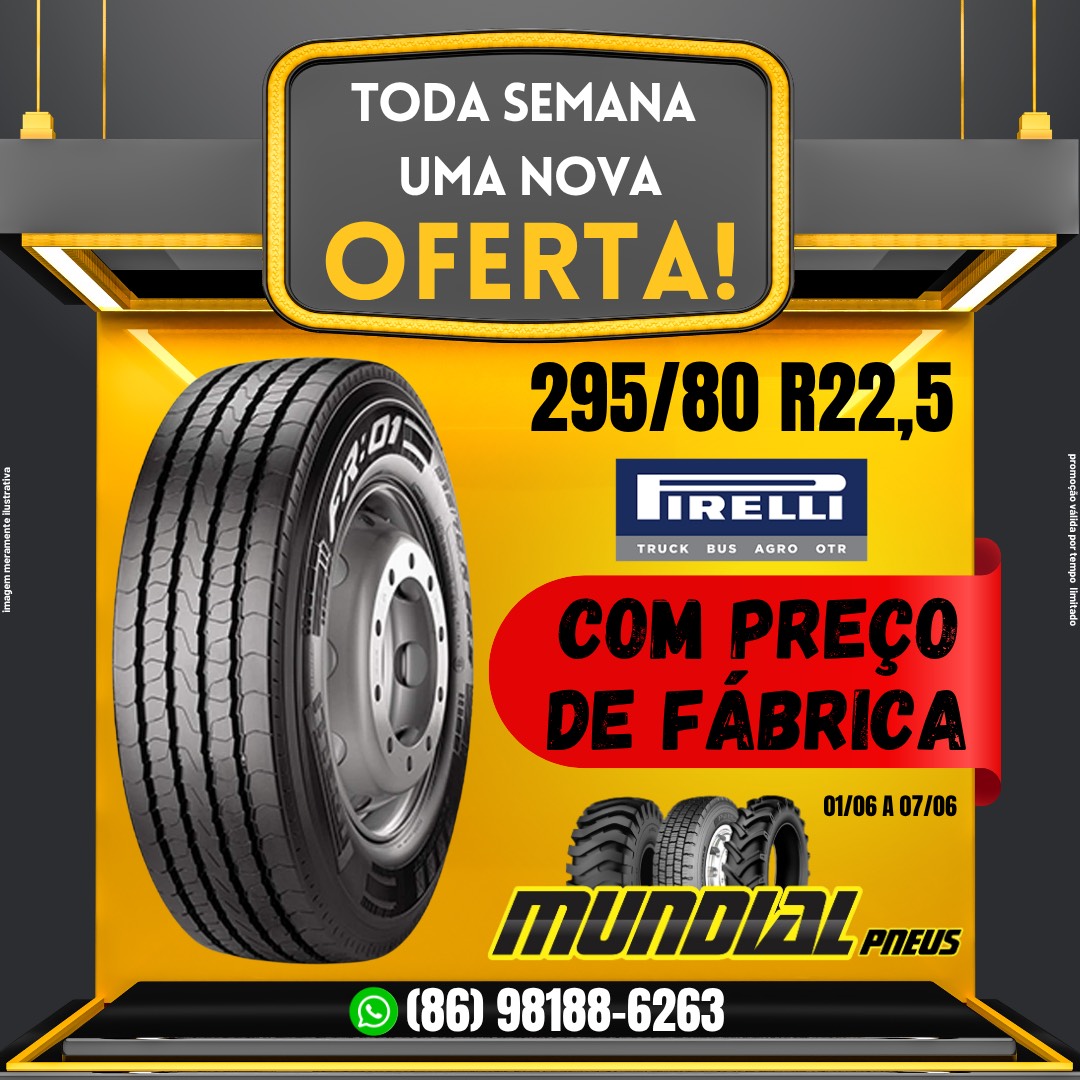 TODA SEMANA
UMA NOVA
OFERTA!
295/80 R22,5
FR:01
PIRELLI
TRUCK BUS AGRO OTR
COM PREÇO
DE FÁBRICA
01/06 A 07/06
MUNDIAL PNEUS
(86) 98188-6263
imagem meramente ilustrativa
promoção válida por tempo limitado